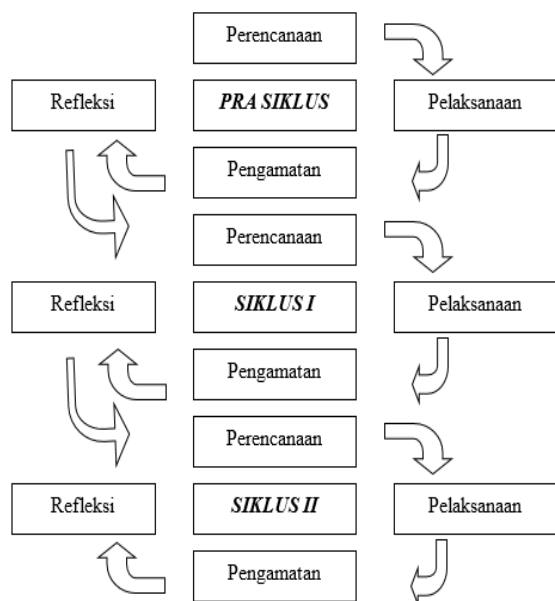 Perencanaan
Refleksi
PRA SIKLUS
Pelaksanaan
Pengamatan
Perencanaan
Refleksi
SIKLUS I
Pelaksanaan
Pengamatan
Perencanaan
Refleksi
SIKLUS II
Pelaksanaan
Pengamatan